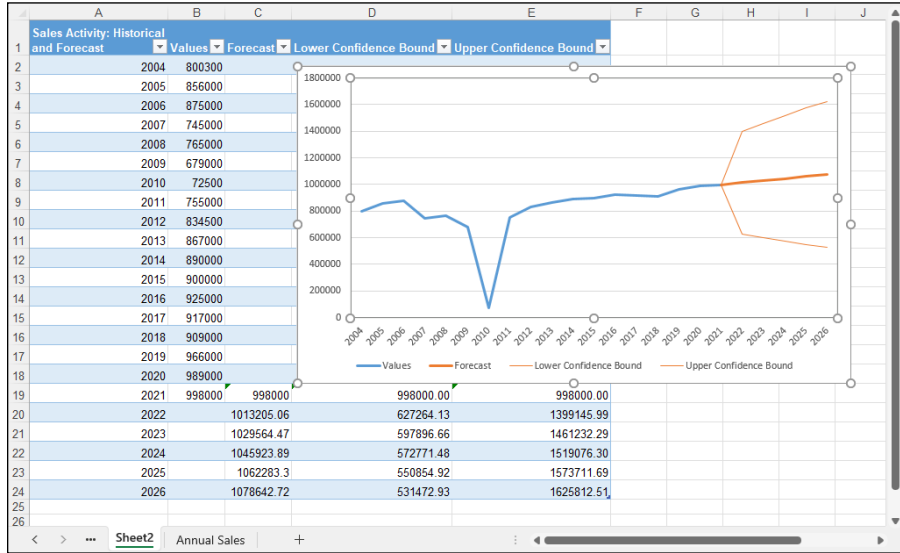 A B C D E F G H I J
Sales Activity: Historical
1 and Forecast Values Forecast Lower Confidence Bound Upper Confidence Bound
2 2004 800300
3 2005 856000
4 2006 875000
5 2007 745000
6 2008 765000
7 2009 679000
8 2010 72500
9 2011 755000
10 2012 834500
11 2013 867000
12 2014 890000
13 2015 900000
14 2016 925000
15 2017 917000
16 2018 909000
17 2019 966000
18 2020 989000
1800000
1600000
1400000
1200000
1000000
800000
600000
400000
200000
0
2004 2005 2006 2007 2008 2009 2010 2011 2012 2013 2014 2015 2016 2017 2018 2019 2020 2021 2022 2023 2024 2025 2026
Values Forecast Lower Confidence Bound Upper Confidence Bound
19 2021 998000 998000 998000.00 998000.00
20 2022 1013205.06 627264.13 1399145.99
21 2023 1029564.47 597896.66 1461232.29
22 2024 1045923.89 572771.48 1519076.30
23 2025 1062283.3 550854.92 1573711.69
24 2026 1078642.72 531472.93 1625812.51
25
26
Sheet2 Annual Sales